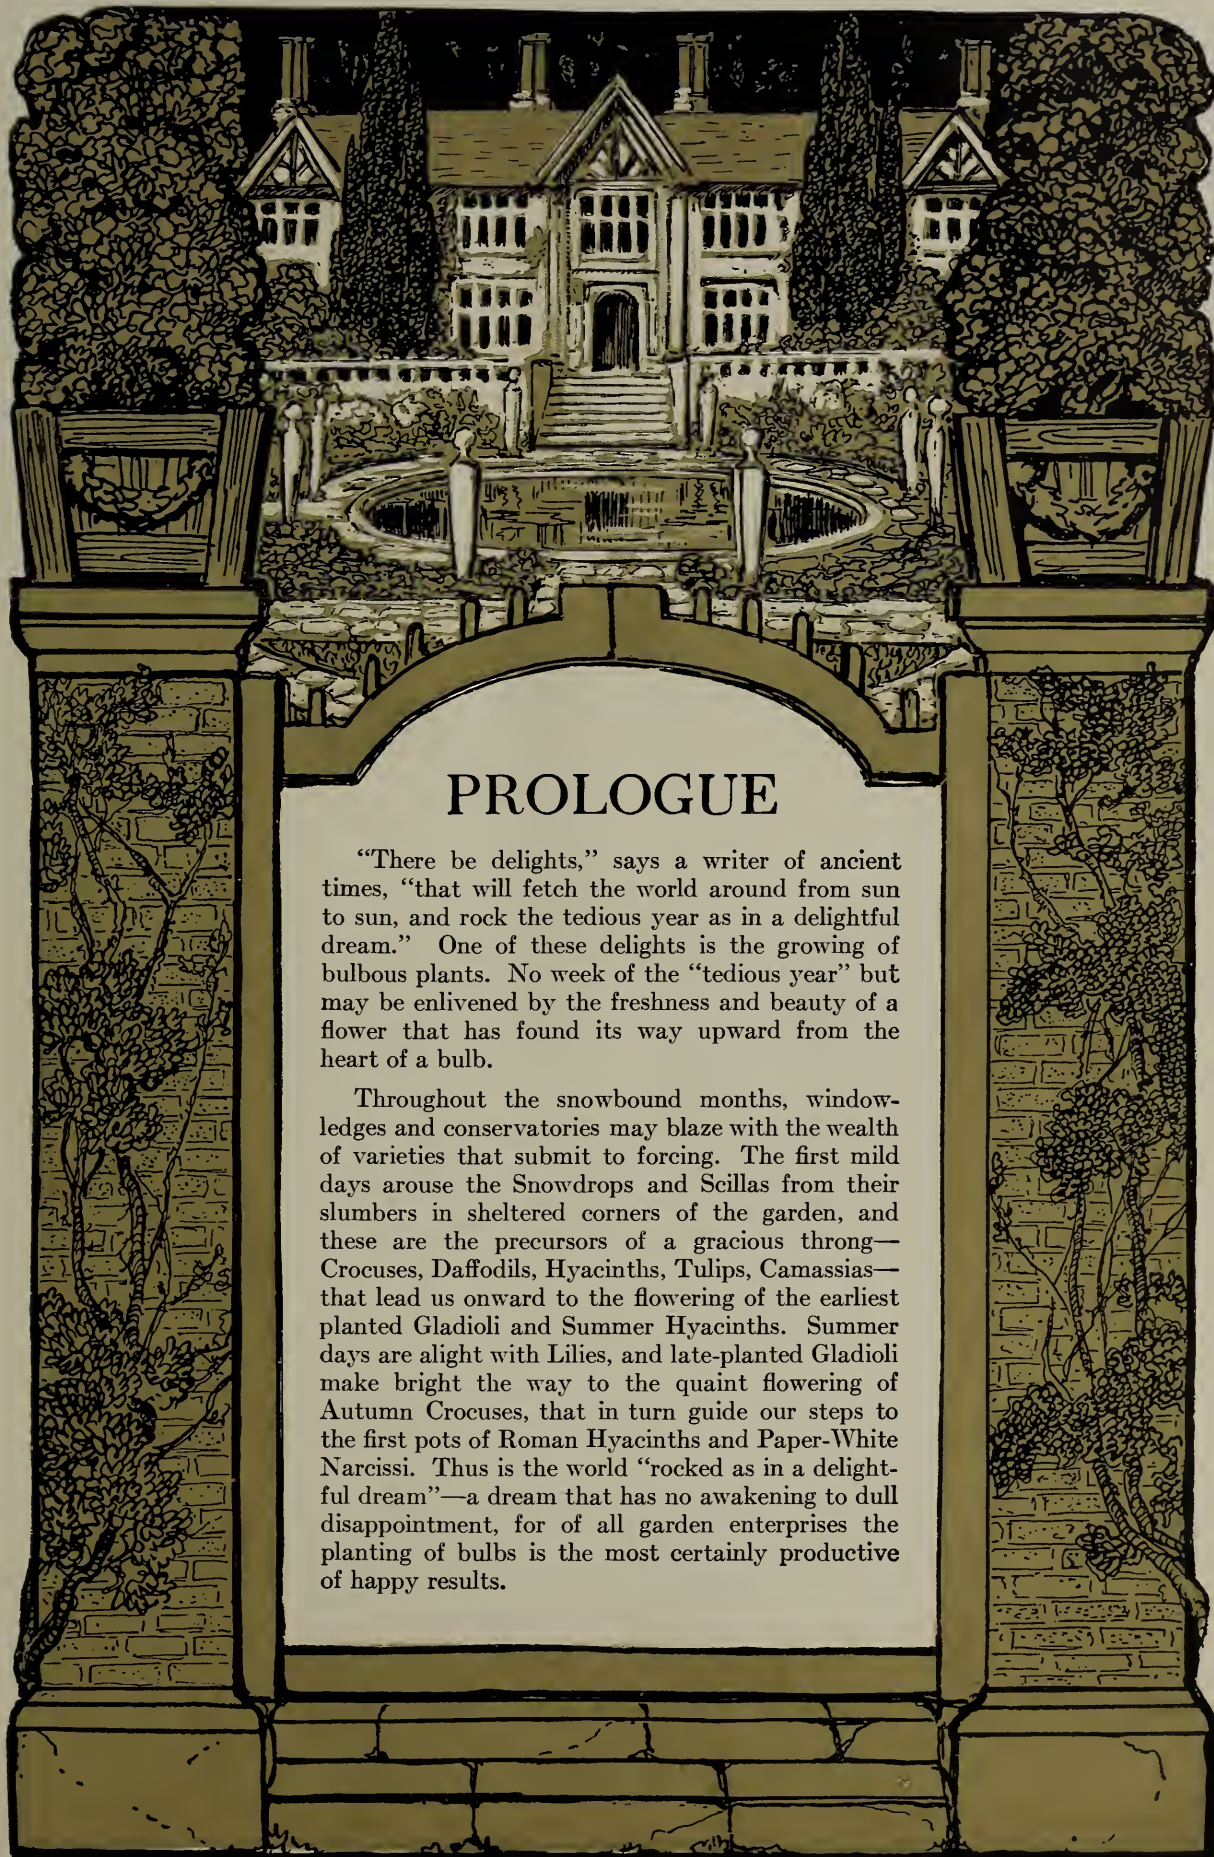 PROLOGUE
“There be delights,” says a writer of ancient
times, “that will fetch the world around from sun
to sun, and rock the tedious year as in a delightful
dream.” One of these delights is the growing of
bulbous plants. No week of the “tedious year” but
may be enlivened by the freshness and beauty of a
flower that has found its way upward from the
heart of a bulb.
Throughout the snowbound months, window-
ledges and conservatories may blaze with the wealth
of varieties that submit to forcing. The first mild
days arouse the Snowdrops and Scillas from their
slumbers in sheltered corners of the garden, and
these are the precursors of a gracious throng—
Crocuses, Daffodils, Hyacinths, Tulips, Camassias—
that lead us onward to the flowering of the earliest
planted Gladioli and Summer Hyacinths. Summer
days are alight with Lilies, and late-planted Gladioli
make bright the way to the quaint flowering of
Autumn Crocuses, that in turn guide our steps to
the first pots of Roman Hyacinths and Paper-White
Narcissi. Thus is the world “rocked as in a delight-
ful dream”—a dream that has no awakening to dull
disappointment, for of all garden enterprises the
planting of bulbs is the most certainly productive
of happy results.